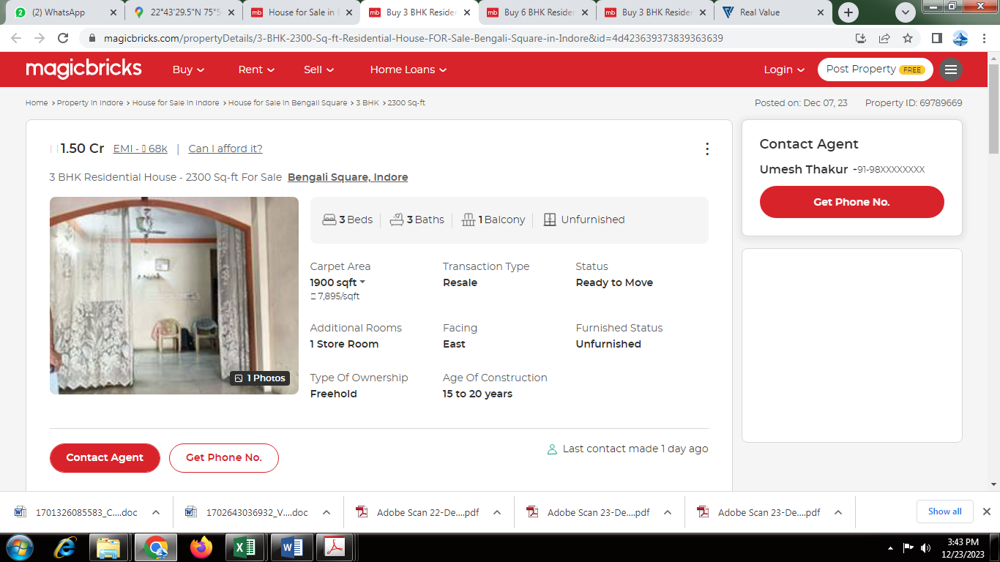 (2) WhatsApp
22°43'29.5"N 75°5
House for Sale in B
Buy 3 BHK Resider
Buy 6 BHK Resider
Buy 3 BHK Resider
Real Value
magicbricks.com/propertyDetails/3-BHK-2300-Sq-ft-Residential-House-FOR-Sale-Bengali-Square-in-Indore&id=4d423639373839363639
magicbricks Buy Rent Sell Home Loans Login Post Property FREE
Home > Property in Indore > House for Sale in Indore > House for Sale in Bengali Square > 3 BHK > 2300 Sq-ft
Posted on: Dec 07, 23 Property ID: 69789669
1.50 Cr EMI - 68k | Can I afford it?
3 BHK Residential House - 2300 Sq-ft For Sale Bengali Square, Indore
3 Beds 3 Baths 1 Balcony Unfurnished
Carpet Area Transaction Type Status
1900 sqft Resale Ready to Move
7,895/sqft
Additional Rooms Facing Furnished Status
1 Store Room East Unfurnished
Type Of Ownership Age Of Construction
Freehold 15 to 20 years
1 Photos
Contact Agent Get Phone No.
Last contact made 1 day ago
Contact Agent
Umesh Thakur +91-98XXXXXXXX
Get Phone No.
1701326085583_C....doc
1702643036932_V....doc
Adobe Scan 22-De....pdf
Adobe Scan 23-De....pdf
Adobe Scan 23-De....pdf
Show all
3:43 PM
12/23/2023